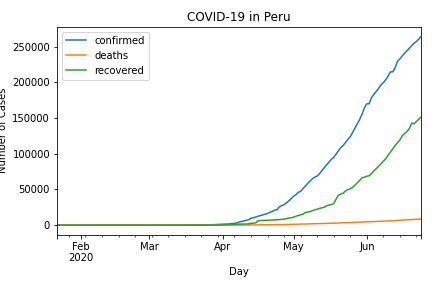 COVID-19 in Peru
confirmed
deaths
recovered
Number of Cases
250000
200000
150000
100000
50000
0
Feb
2020
Mar
Apr
May
Jun
Day